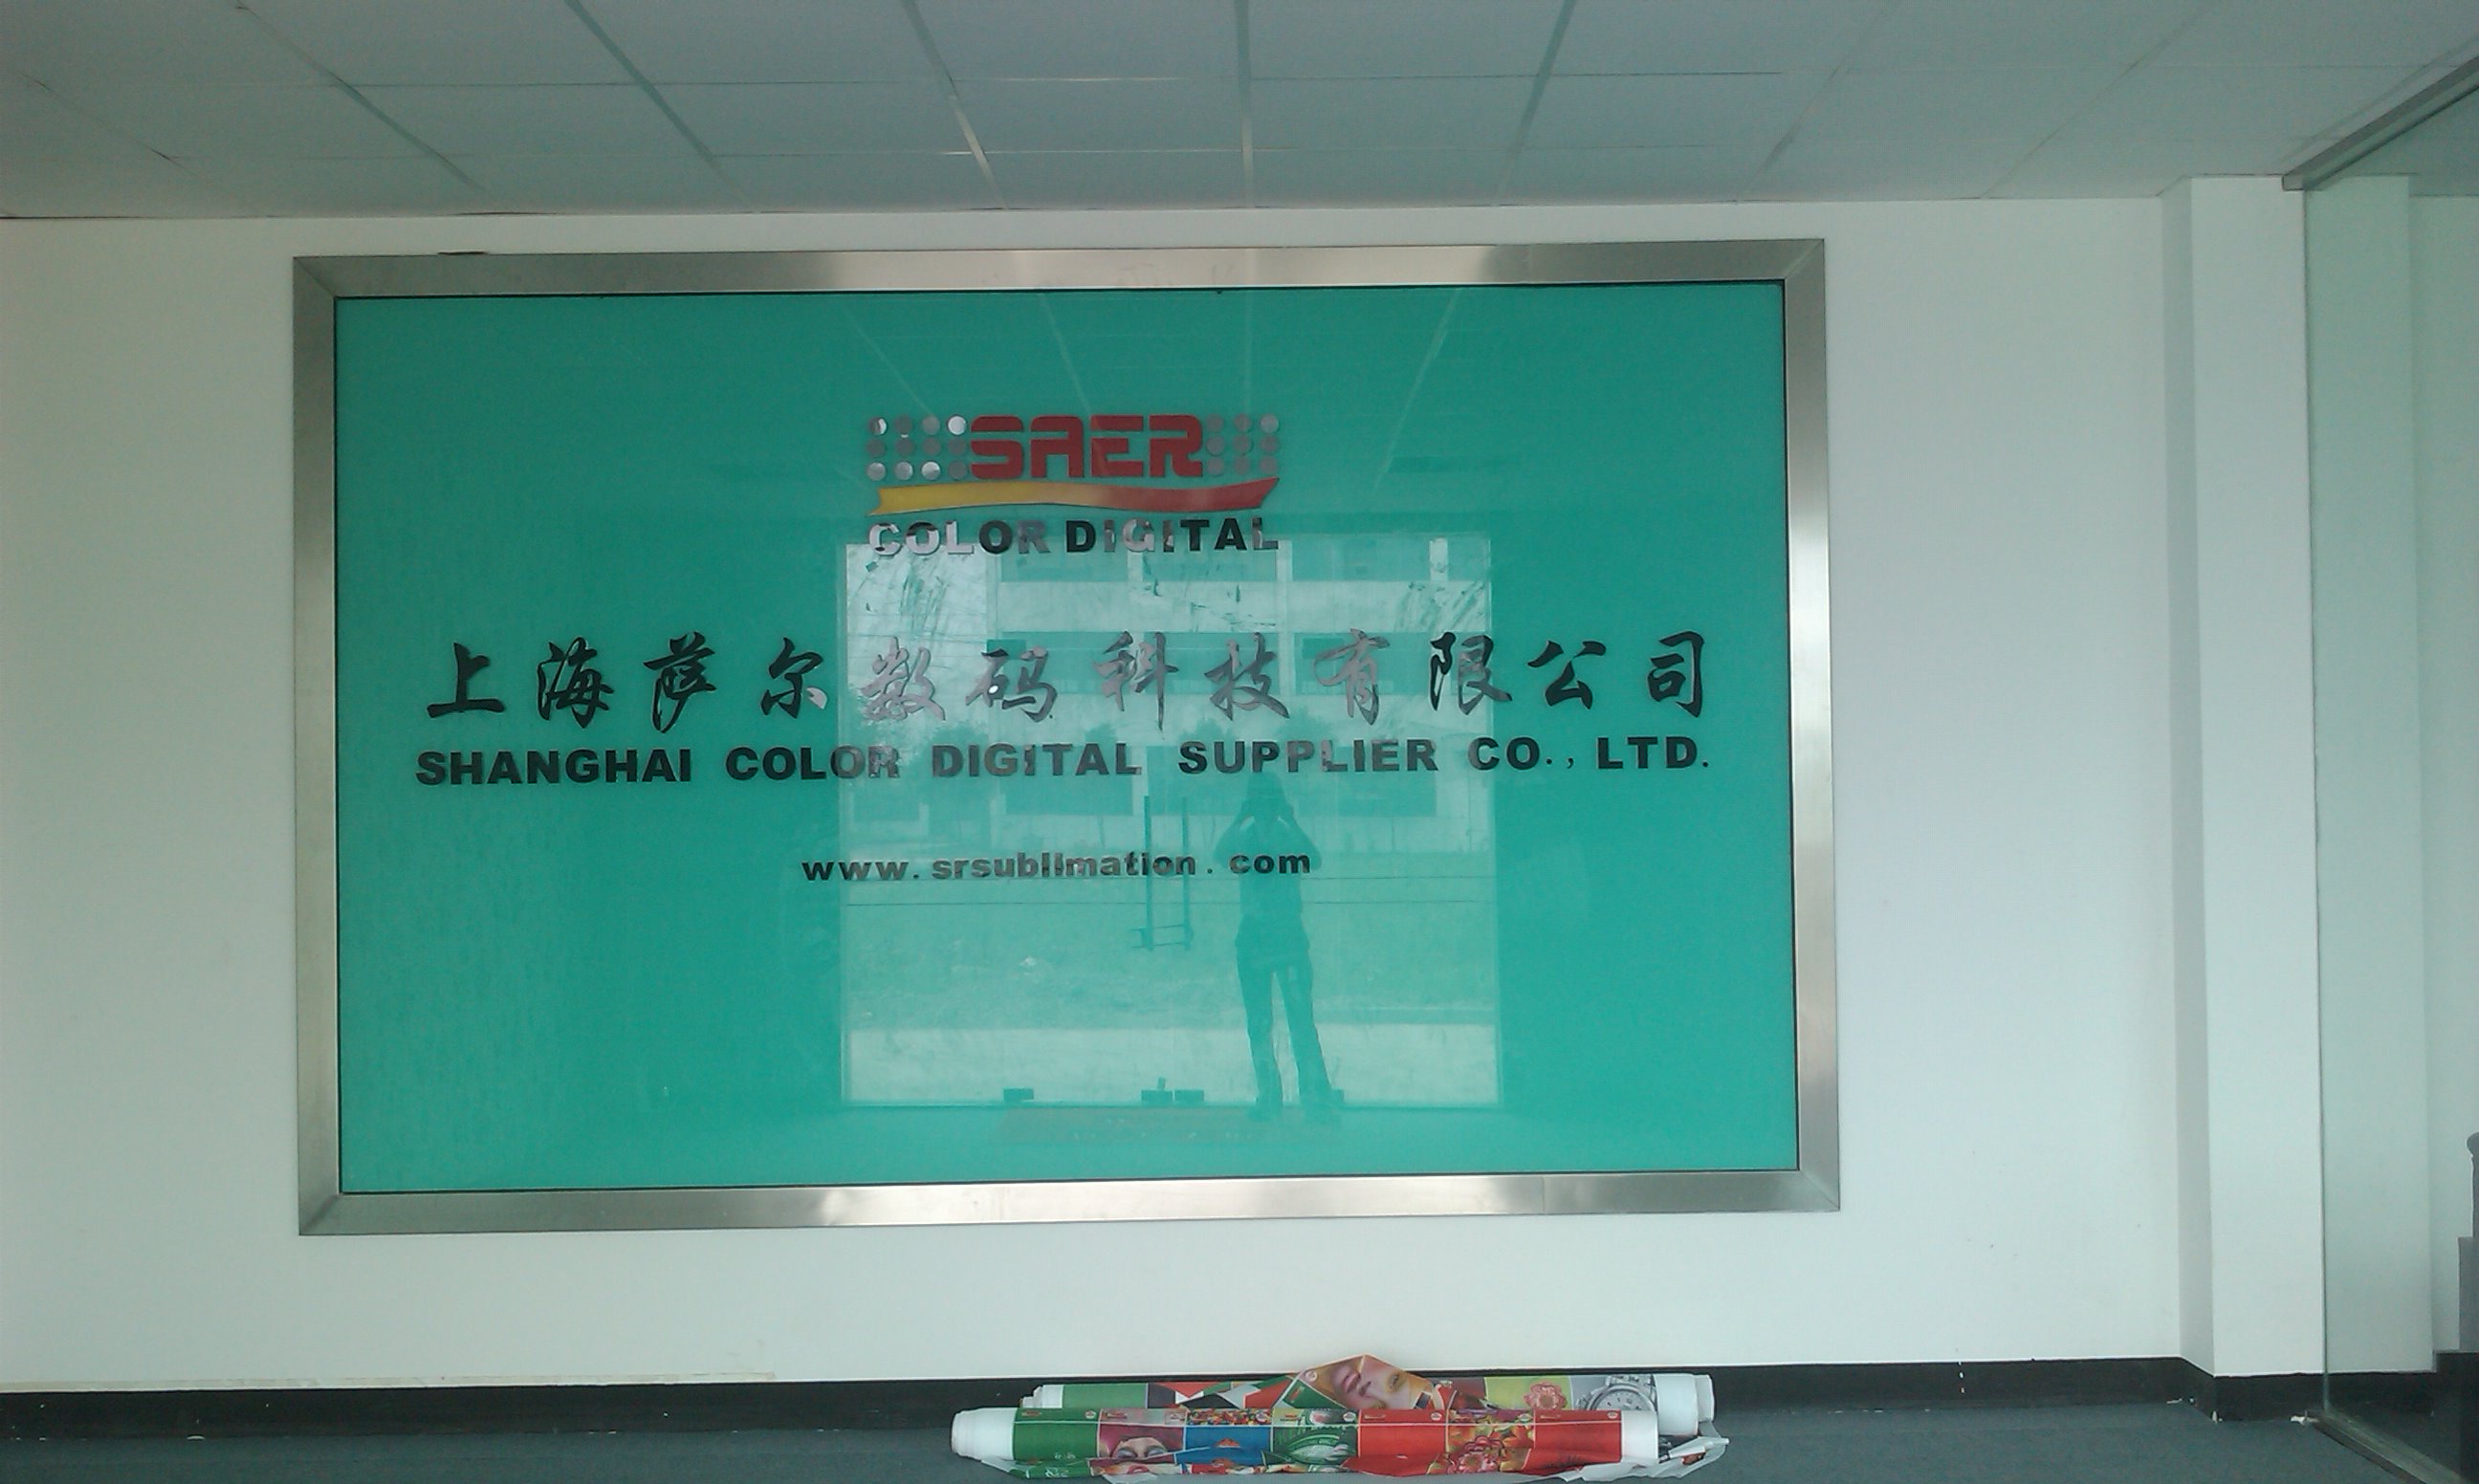 SAER
COLOR DIGITAL
上海萨尔数码科技有限公司
SHANGHAI COLOR DIGITAL SUPPLIER CO., LTD.
www.srsublimation.com